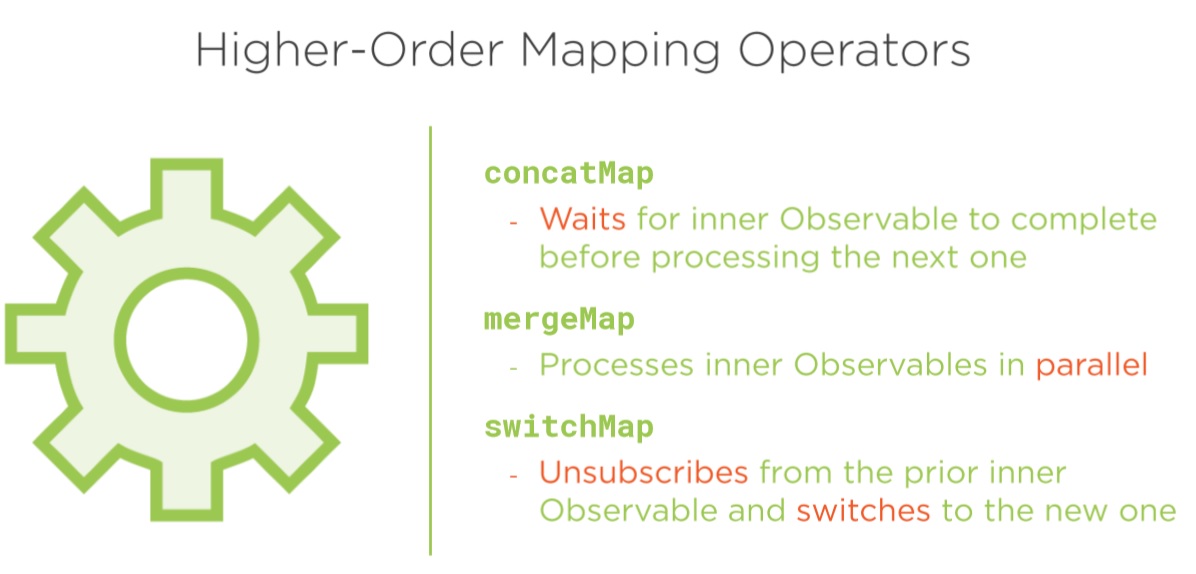 Higher-Order Mapping Operators
concatMap
- Waits for inner Observable to complete
before processing the next one
mergeMap
- Processes inner Observables in parallel
switchMap
- Unsubscribes from the prior inner
Observable and switches to the new one